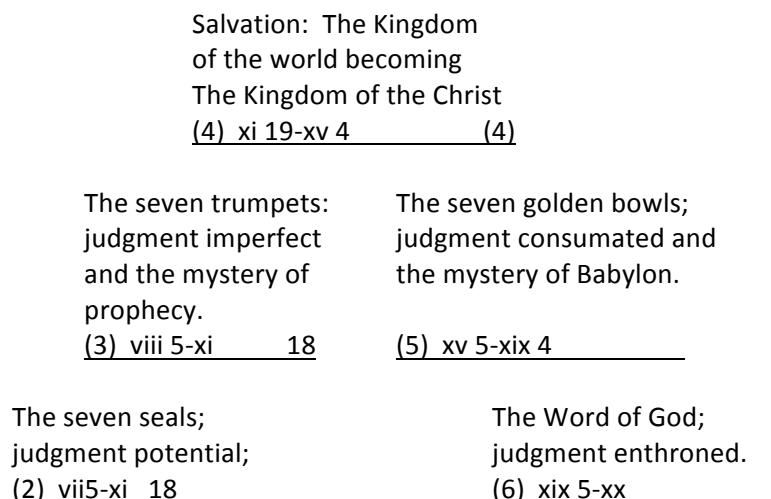 Salvation:  The Kingdom
of the world becoming
The Kingdom of the Christ
(4)  xi 19-xv 4 (4)
The seven trumpets:
judgment imperfect
and the mystery of
prophecy.
(3)  viii 5-xi 18
The seven golden bowls;
judgment consumated and
the mystery of Babylon.
(5)  xv 5-xix 4
The seven seals;
judgment potential;
(2)  vii5-xi   18
The Word of God;
judgment enthroned.
(6)  xix 5-xx